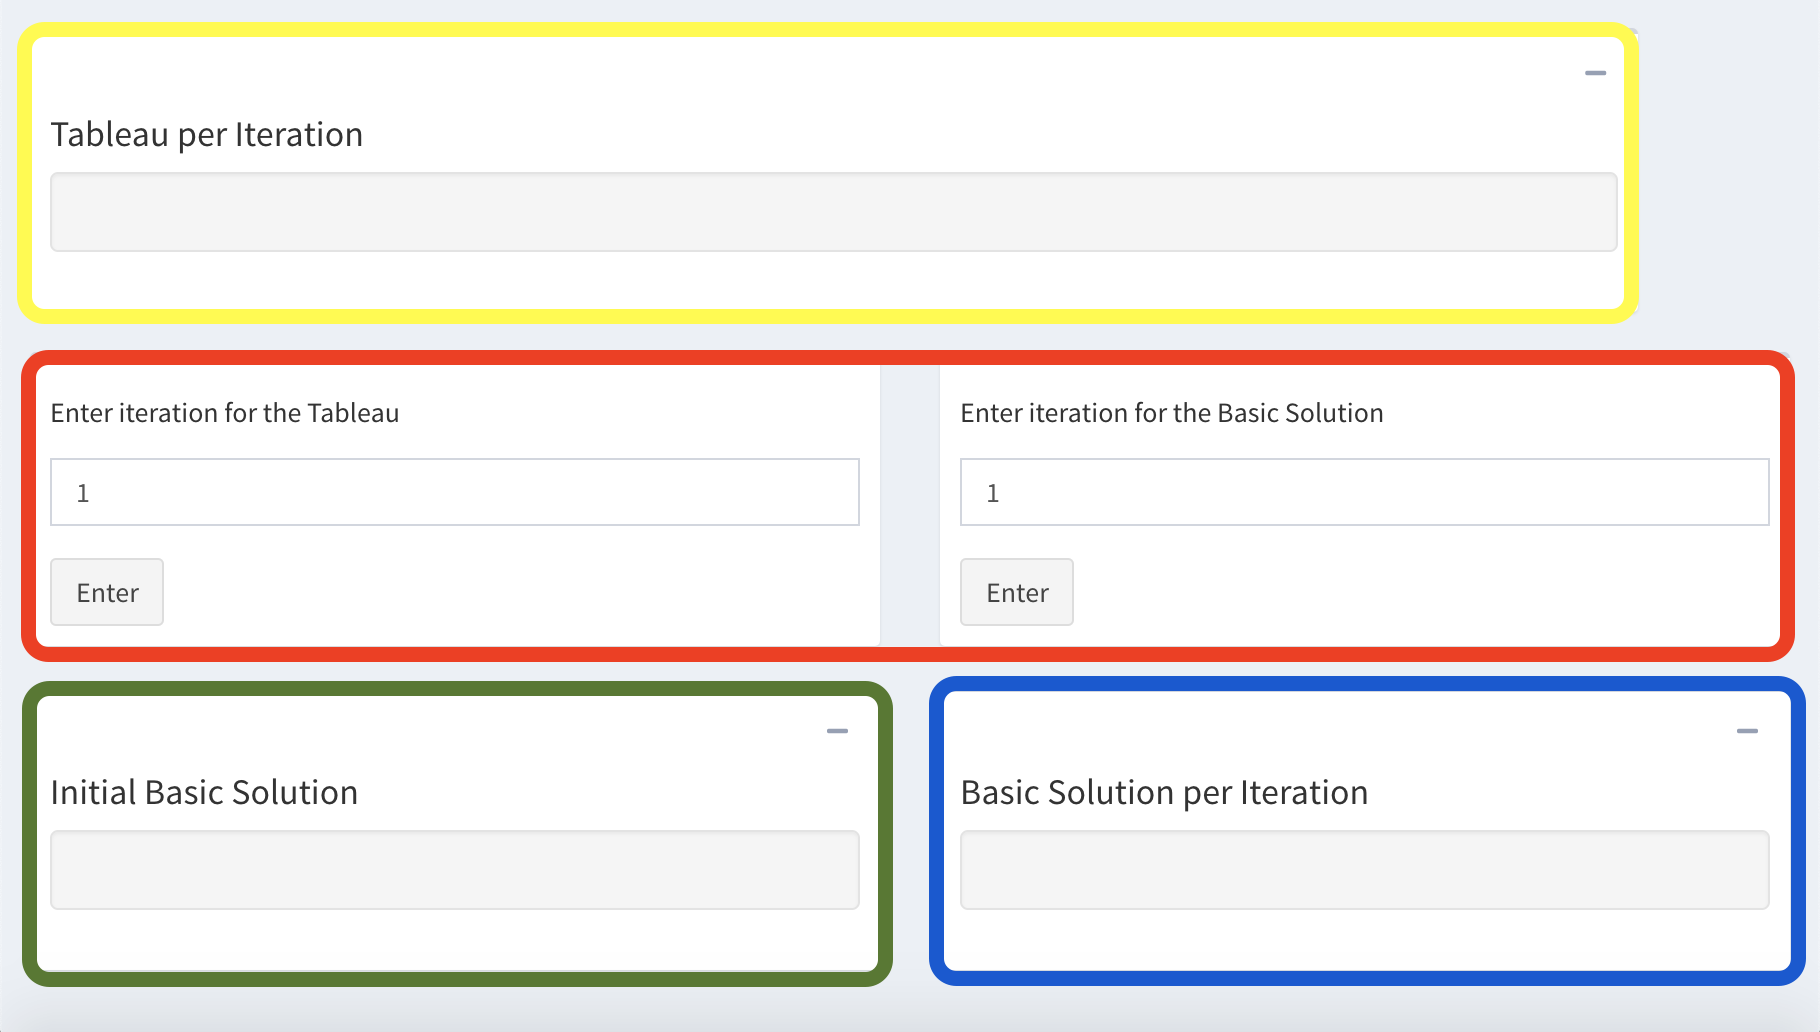 Tableau per Iteration
Enter iteration for the Tableau
1
Enter
Enter iteration for the Basic Solution
1
Enter
Initial Basic Solution
Basic Solution per Iteration